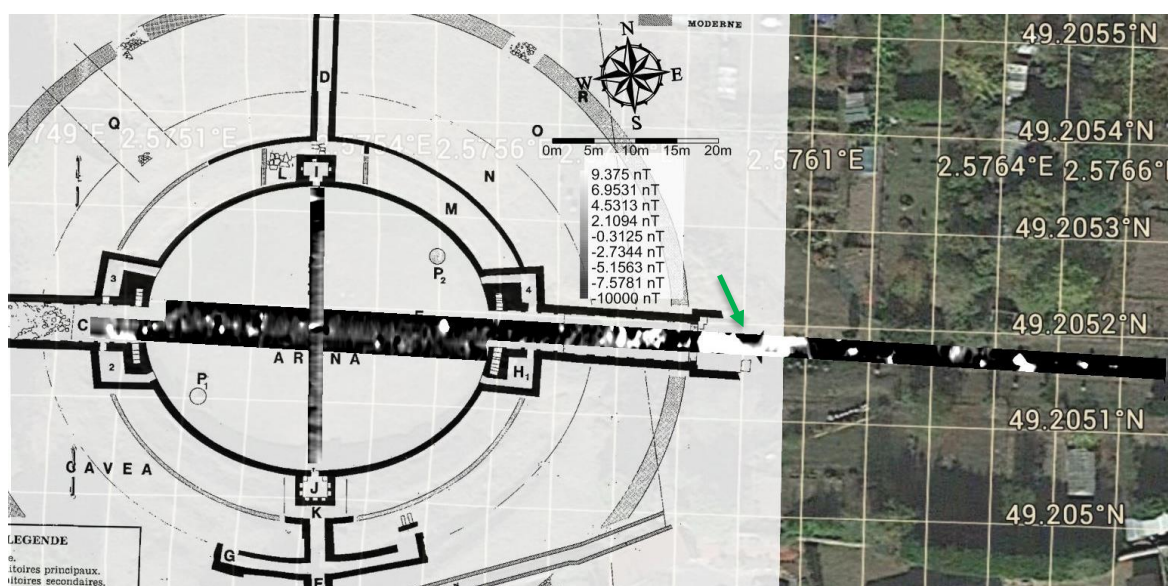 MODERNE
49.2055°N
N
W
E
S
D
R
Q
O
49.2054°N
0m 5m 10m 15m 20m
2.5751°E
2.5754°E
2.5756°E
2.5761°E
2.5764°E
2.5766°
L
I
N
9.375 nT
6.9531 nT
4.5313 nT
2.1094 nT
-0.3125 nT
-2.7344 nT
-5.1563 nT
-7.5781 nT
-10000 nT
M
49.2053°N
P2
3
4
C
49.2052°N
A R NA
2
H1
P1
49.2051°N
CAVEA
J
K
49.205°N
LEGENDE
e.
itoires principaux.
itoires secondaires.
G